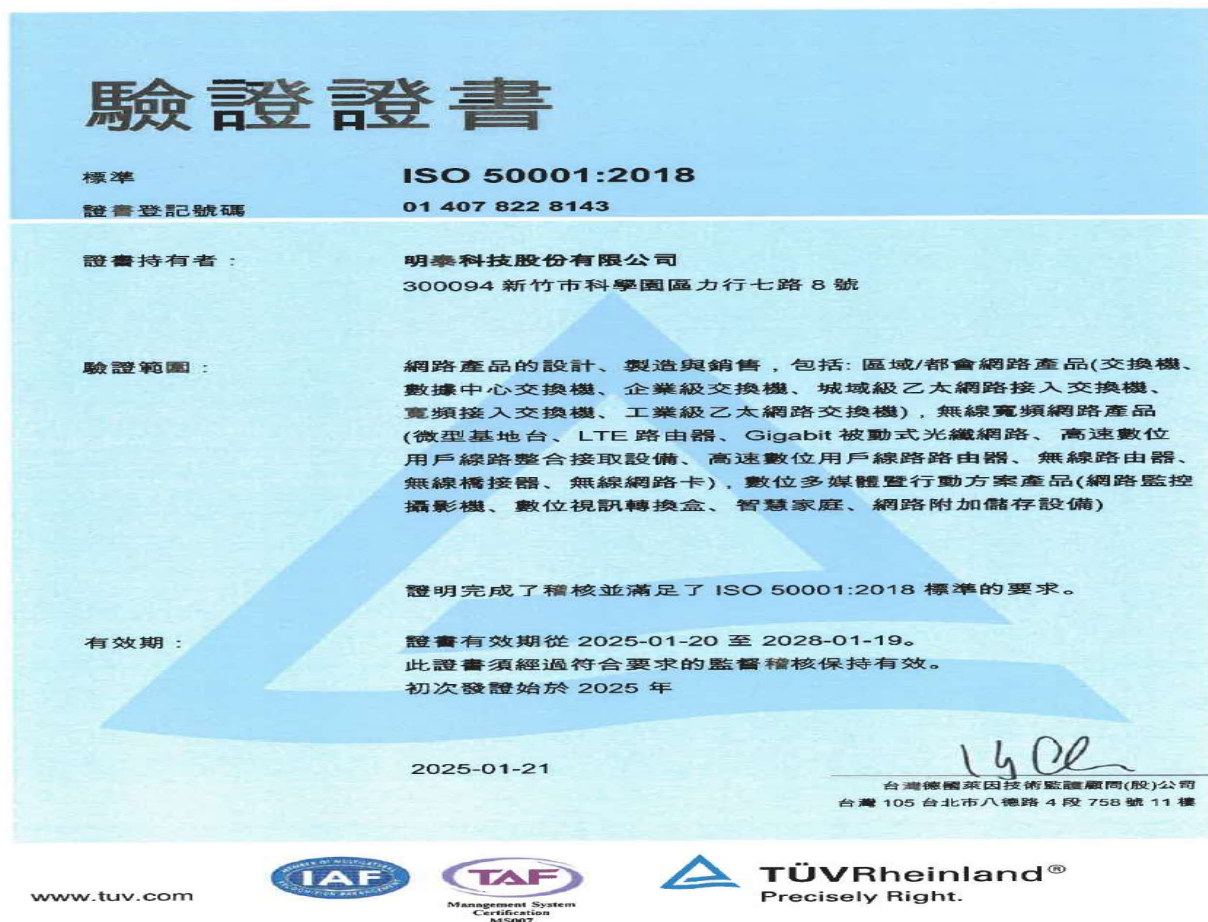 驗證證書
標準 ISO 50001:2018
證書登記號碼 01 407 822 8143
證書持有者: 明泰科技股份有限公司
300094 新竹市科學園區力行七路 8 號
驗證範圍: 網路產品的設計、製造與銷售, 包括: 區域/都會網路產品(交換機、
數據中心交換機、企業級交換機、城域級乙太網路接入交換機、
寬頻接入交換機、工業級乙太網路交換機), 無線寬頻網路產品
(微型基地台、LTE 路由器、Gigabit 被動式光纖網路、高速數位
用戶線路整合接取設備、高速數位用戶線路路由器、無線路由器、
無線橋接器、無線網路卡), 數位多媒體暨行動方案產品(網路監控
攝影機、數位視訊轉換盒、智慧家庭、網路附加儲存設備)
證明完成了稽核並滿足了 ISO 50001:2018 標準的要求。
有效期: 證書有效期從 2025-01-20 至 2028-01-19。
此證書須經過符合要求的監督稽核保持有效。
初次發證始於 2025 年
2025-01-21
台灣德國萊因技術監護顧問(股)公司
台灣 105 台北市八德路 4 段 758 號 11 樓
www.tuv.com
MEMBER OF MULTILATERAL
IAF
RECOGNITION ARRANGEMENT
TAF
Management System
Certification
MS007
TÜVRheinland®
Precisely Right.